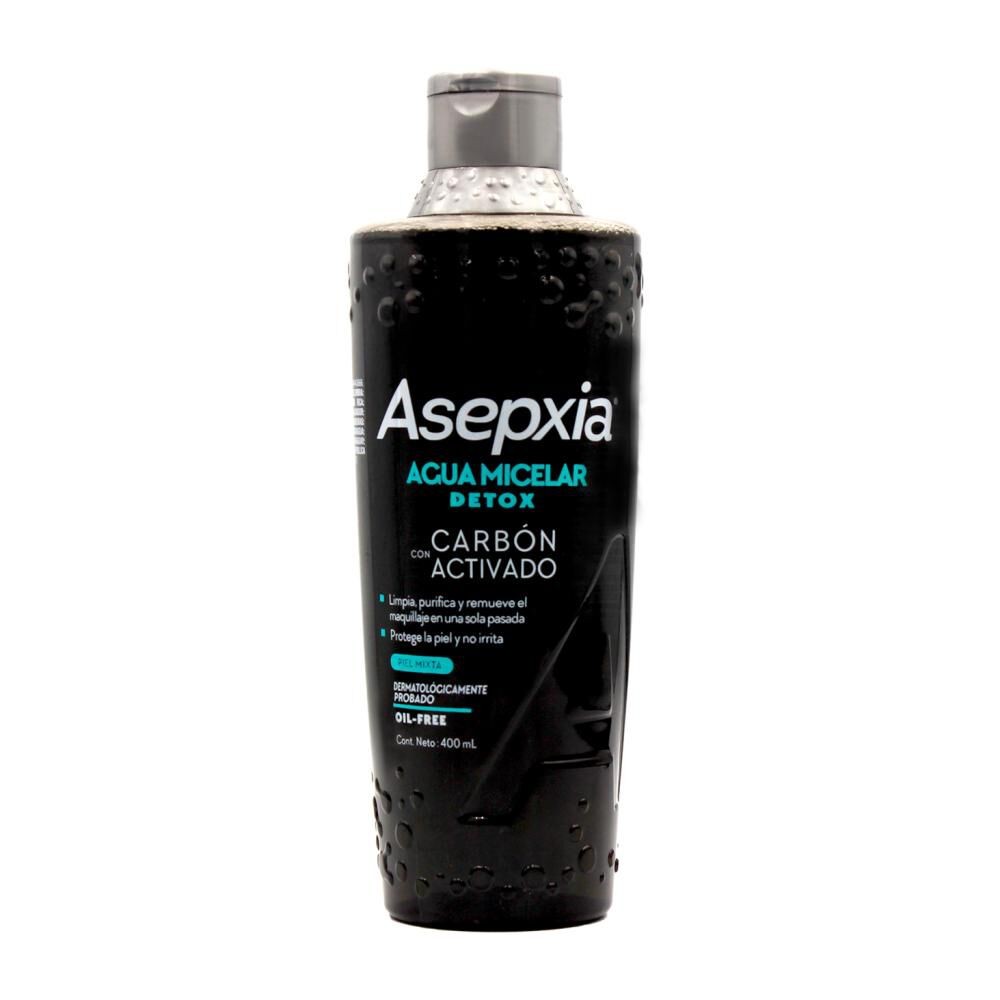 Asepxia
AGUA MICELAR
DETOX
CON CARBÓN
ACTIVADO
Limpia, purifica y remueve el
maquillaje en una sola pasada
Protege la piel y no irrita
PIEL MIXTA
DERMATOLÓGICAMENTE
PROBADO
OIL-FREE
Cont. Neto: 400 mL